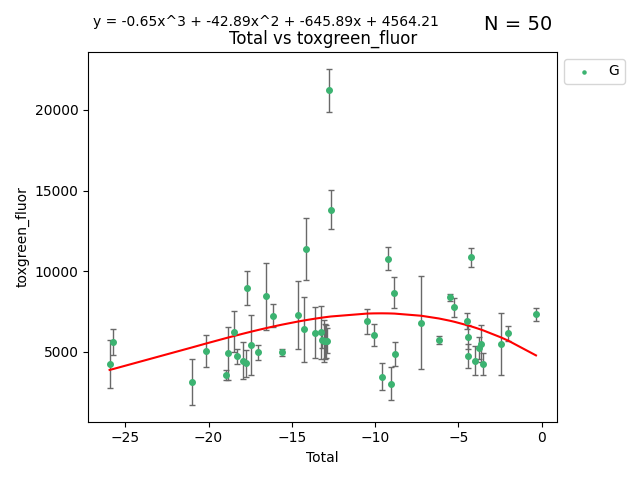 y = -0.65x^3 + -42.89x^2 + -645.89x + 4564.21
N = 50
Total vs toxgreen_fluor
G
20000
15000
10000
5000
toxgreen_fluor
−25
−20
−15
−10
−5
0
Total